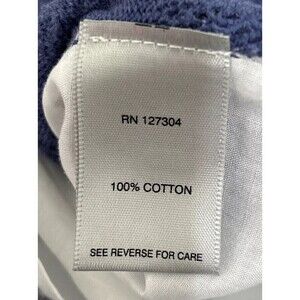 RN 127304
100% COTTON
SEE REVERSE FOR CARE